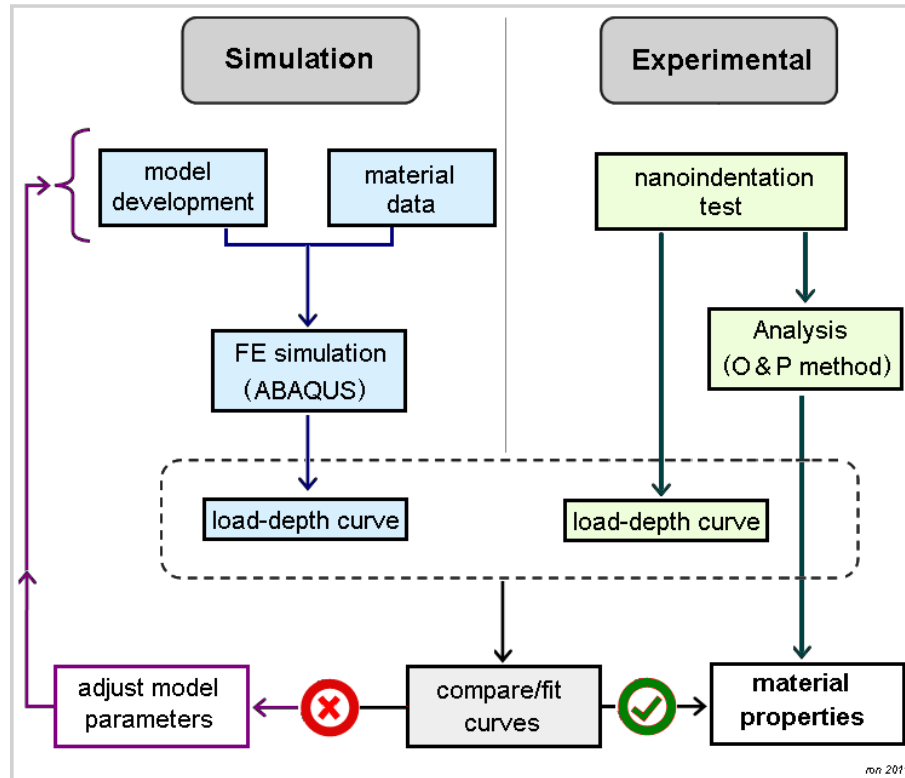 Simulation
Experimental
model
development
material
data
nanoindentation
test
FE simulation
(ABAQUS)
Analysis
(O & P method)
load-depth curve
load-depth curve
adjust model
parameters
compare/fit
curves
material
properties